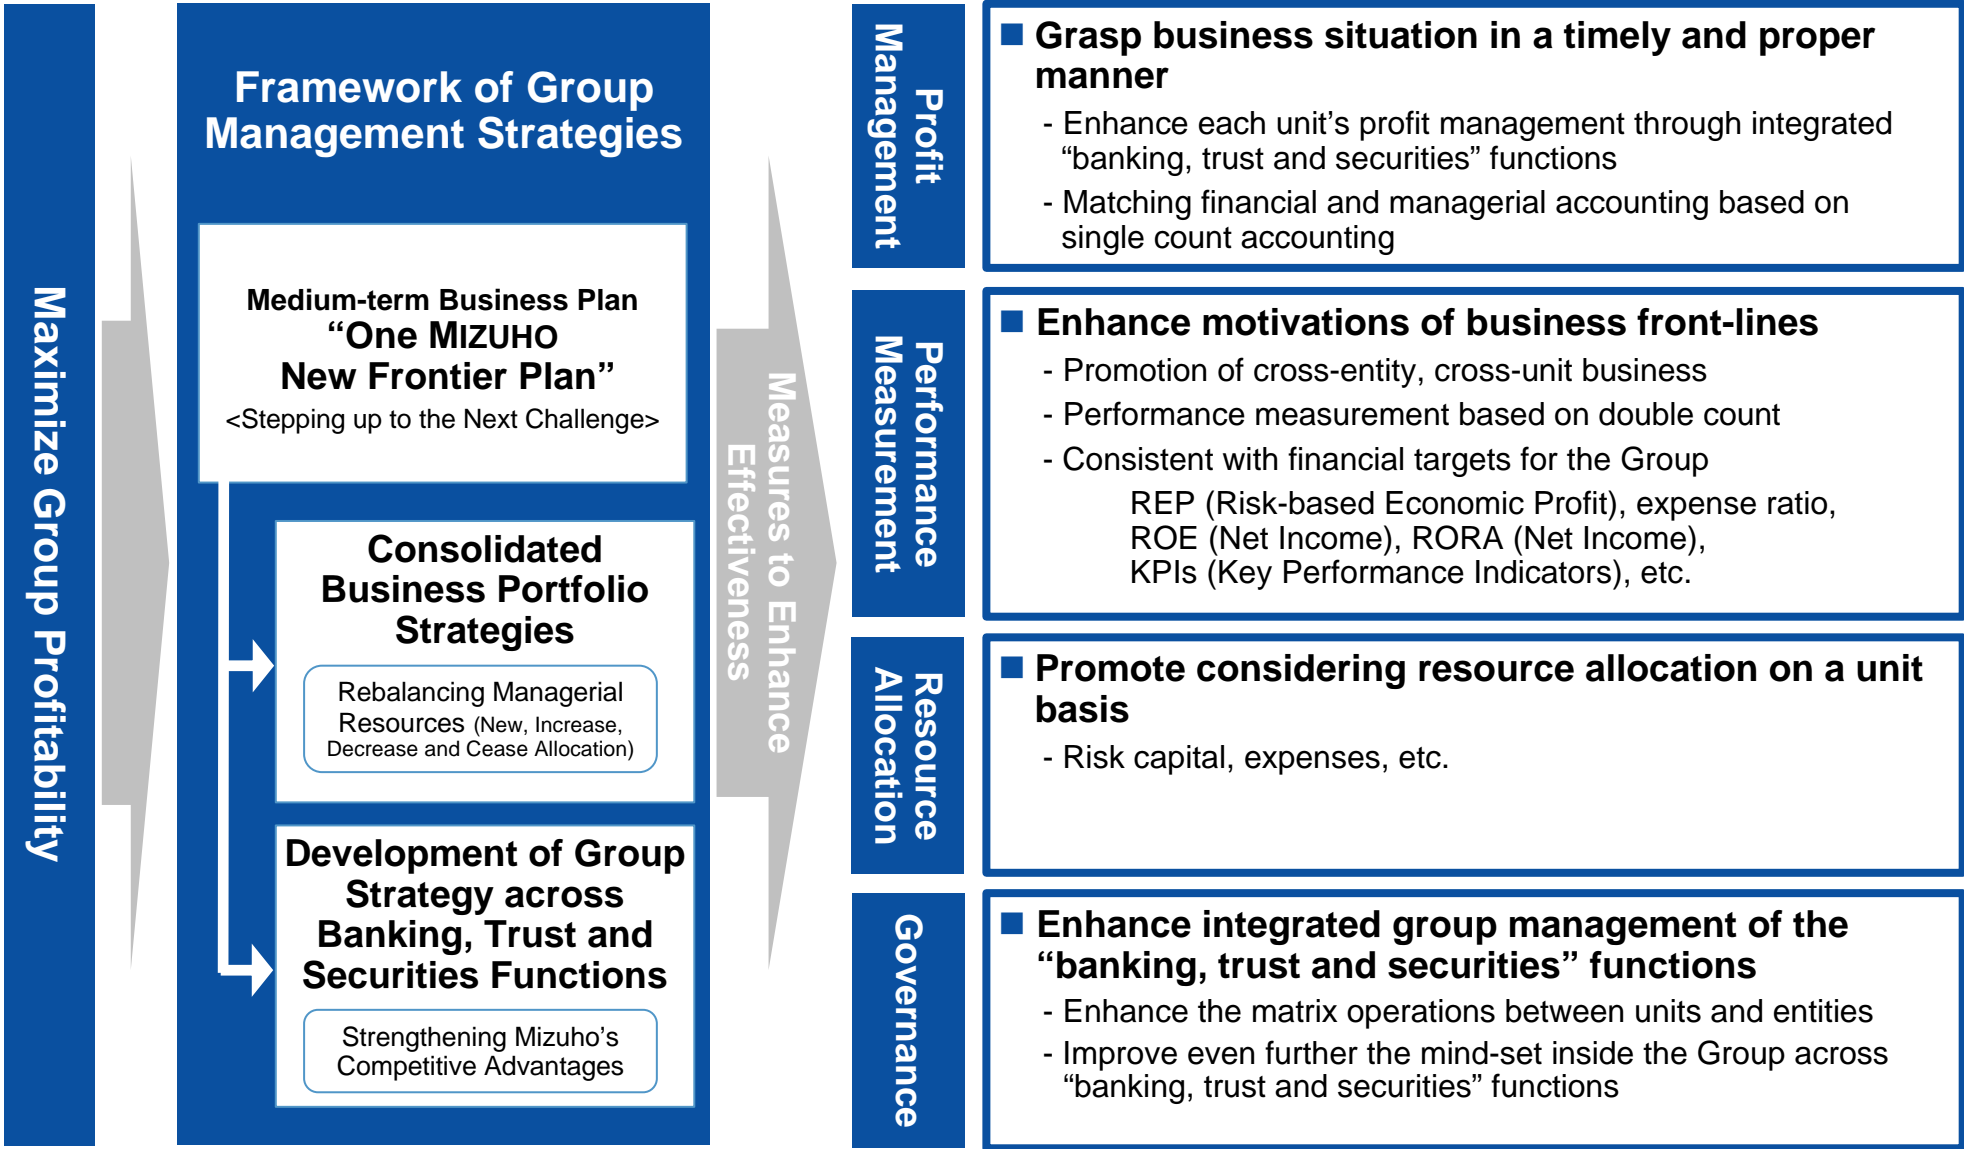 Maximize Group Profitability
Framework of Group
Management Strategies
Medium-term Business Plan
“One MIZUHO
New Frontier Plan”
<Stepping up to the Next Challenge>
Consolidated
Business Portfolio
Strategies
Rebalancing Managerial
Resources (New, Increase,
Decrease and Cease Allocation)
Development of Group
Strategy across
Banking, Trust and
Securities Functions
Strengthening Mizuho’s
Competitive Advantages
Measures to Enhance
Effectiveness
Profit
Management
■ Grasp business situation in a timely and proper
manner
- Enhance each unit’s profit management through integrated
“banking, trust and securities” functions
- Matching financial and managerial accounting based on
single count accounting
Performance
Measurement
■ Enhance motivations of business front-lines
- Promotion of cross-entity, cross-unit business
- Performance measurement based on double count
- Consistent with financial targets for the Group
REP (Risk-based Economic Profit), expense ratio,
ROE (Net Income), RORA (Net Income),
KPIs (Key Performance Indicators), etc.
Resource
Allocation
■ Promote considering resource allocation on a unit
basis
- Risk capital, expenses, etc.
Governance
■ Enhance integrated group management of the
“banking, trust and securities” functions
- Enhance the matrix operations between units and entities
- Improve even further the mind-set inside the Group across
“banking, trust and securities” functions